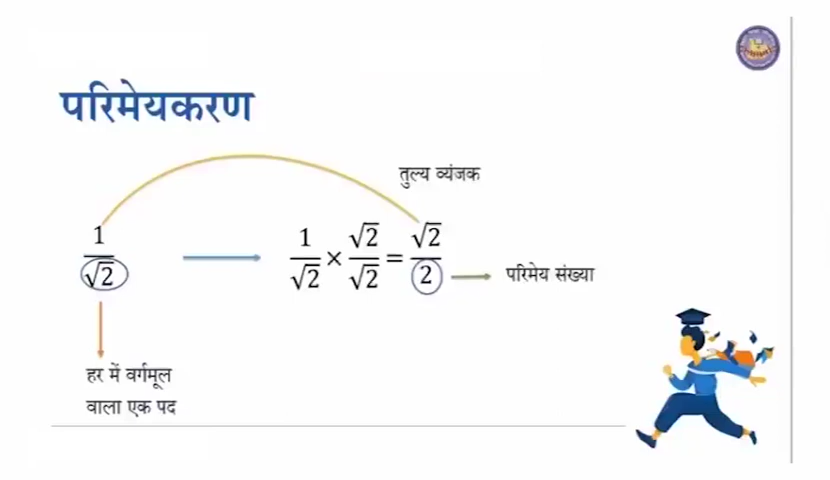 परिमेयकरण
तुल्य व्यंजक
1/√2 → 1/√2 × √2/√2 = √2/2 → परिमेय संख्या
हर में वर्गमूल
वाला एक पद